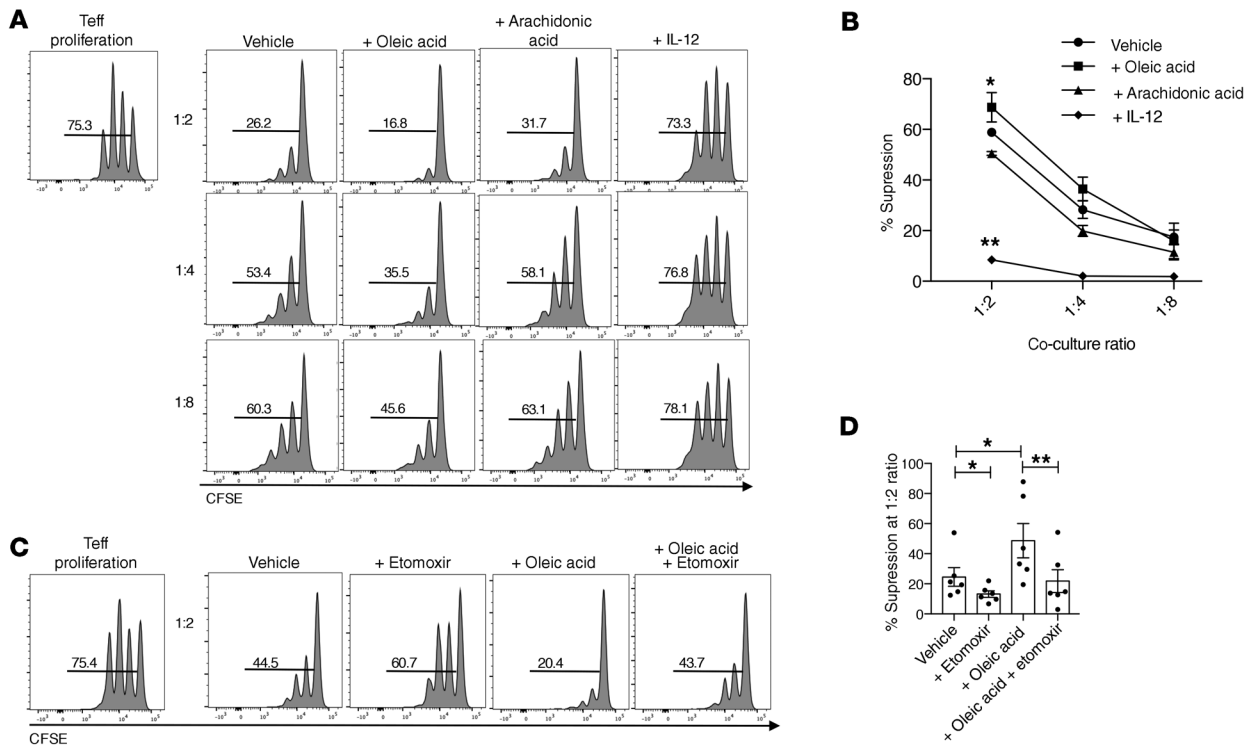 A
Teff
proliferation
Vehicle
+ Oleic acid
+ Arachidonic
acid
+ IL-12
75.3
1:2
26.2
16.8
31.7
73.3
-10³ 0 10⁴ 10⁵
1:4
53.4
35.5
58.1
76.8
1:8
60.3
45.6
63.1
78.1
CFSE
B
Vehicle
+ Oleic acid
+ Arachidonic acid
+ IL-12
% Supression
80
60
40
20
0
*
**
1:2
1:4
1:8
Co-culture ratio
C
Teff
proliferation
Vehicle
+ Etomoxir
+ Oleic acid
+ Oleic acid
+ Etomoxir
75.4
1:2
44.5
60.7
20.4
43.7
CFSE
D
% Supression at 1:2 ratio
100
80
60
40
20
0
*
*
**
Vehicle
+ Etomoxir
+ Oleic acid
+ Oleic acid + etomoxir